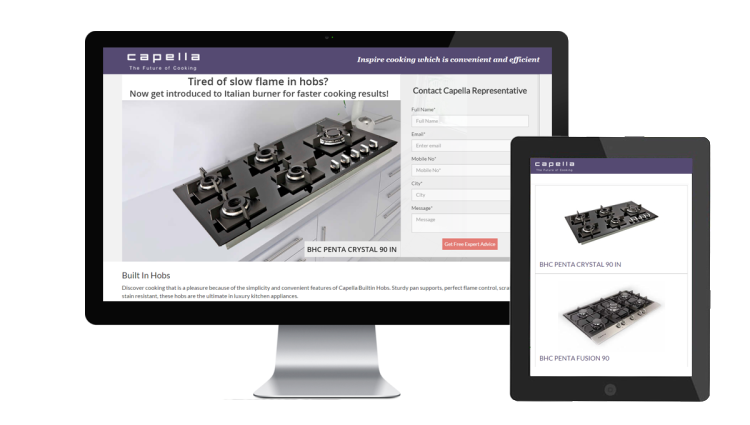 capella
The Future of Cooking
Inspire cooking which is convenient and efficient
Tired of slow flame in hobs?
Now get introduced to Italian burner for faster cooking results!
BHC PENTA CRYSTAL 90 IN
Contact Capella Representative
Full Name*
Full Name
Email*
Enter email
Mobile No*
Mobile No*
City*
City
Message*
Message
Get Free Expert Advise
Built In Hobs
Discover cooking that is a pleasure because of the simplicity and convenient features of Capella Builtin Hobs. Sturdy pan supports, perfect flame control,
stain resistant, these hobs are the ultimate in luxury kitchen appliances.
capella
The Future of Cooking
BHC PENTA CRYSTAL 90 IN
BHC PENTA FUSION 90